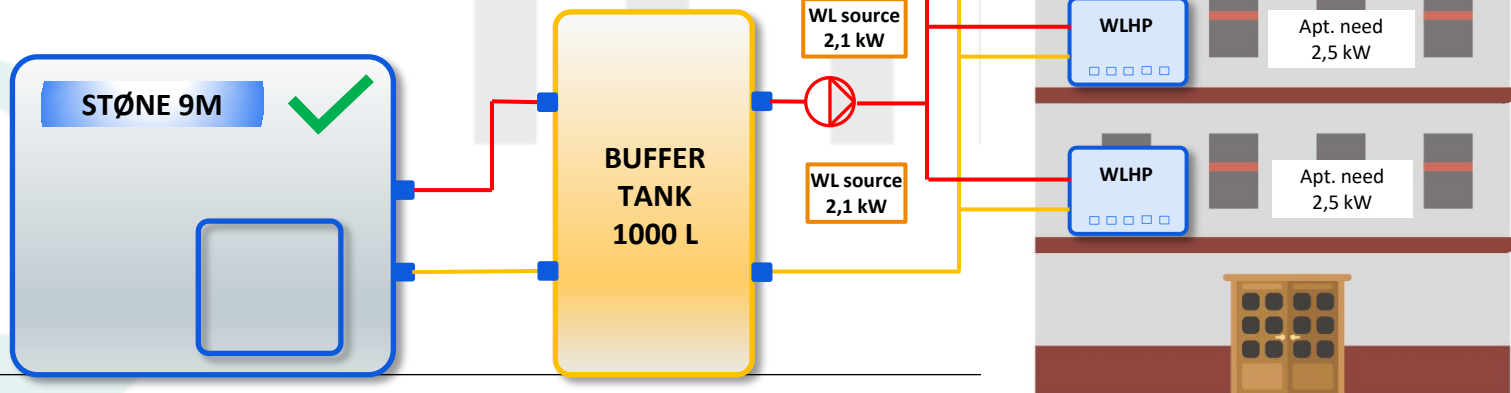 WL source
2,1 kW
WLHP
Apt. need
2,5 kW
STØNE 9M
BUFFER
TANK
1000 L
WL source
2,1 kW
WLHP
Apt. need
2,5 kW